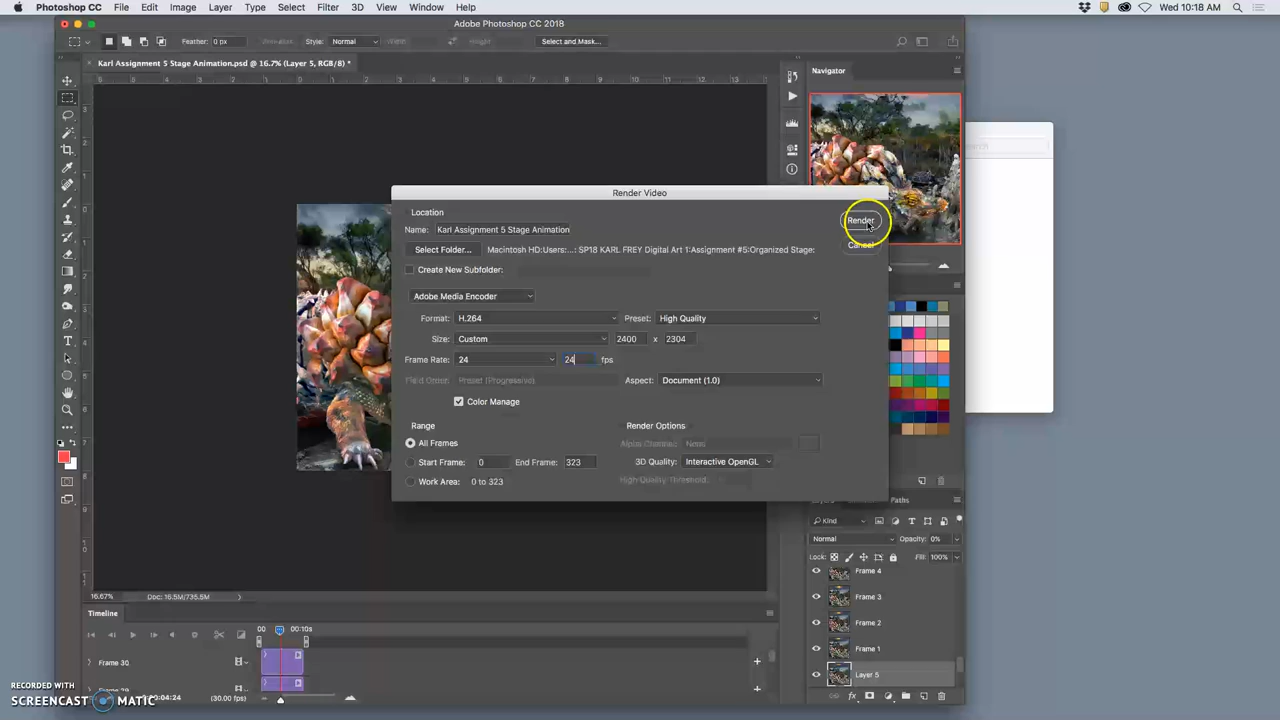 Photoshop CC File Edit Image Layer Type Select Filter 3D View Window Help Wed 10:18 AM
Adobe Photoshop CC 2018
Feather: 0 px Style: Normal Select and Mask...
Karl Assignment 5 Stage Animation.psd @ 16.7% (Layer 5, RGB/8) *
Navigator
Render Video
Location
Render
Name: Karl Assignment 5 Stage Animation
Cancel
Select Folder... Macintosh HD:Users:...: SP18 KARL FREY Digital Art 1:Assignment #5:Organized Stage:
Create New Subfolder:
Adobe Media Encoder
Format: H.264 Preset: High Quality
Size: Custom 2400 x 2304
Frame Rate: 24 24 fps
Field Order: Preset (Progressive) Aspect: Document (1.0)
Color Manage
Range Render Options
All Frames Alpha Channel: None
Start Frame: 0 End Frame: 323 3D Quality: Interactive OpenGL
Work Area: 0 to 323 High Quality Threshold:
Paths
Kind
Normal Opacity: 0%
Lock: Fill: 100%
Frame 4
Frame 3
Frame 2
Frame 1
Layer 5
16.67% Doc: 16.5M/735.5M
Timeline
00 00:10s
Frame 30
(30.00 fps)
RECORDED WITH
SCREENCAST MATIC